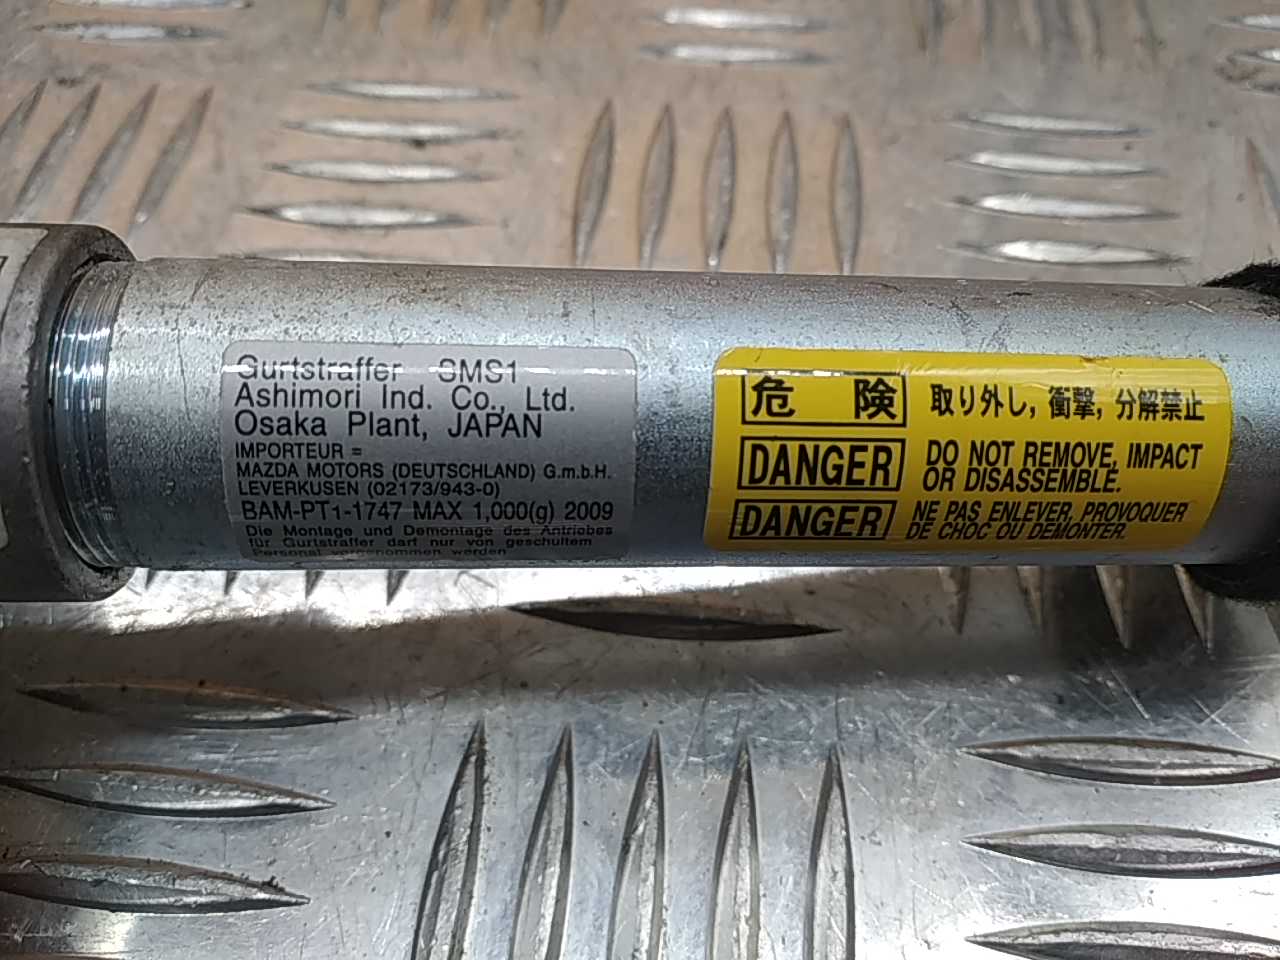 Gurtstraffer SMS1
Ashimori Ind. Co., Ltd.
Osaka Plant, JAPAN
IMPORTEUR =
MAZDA MOTORS (DEUTSCHLAND) G.m.b.H.
LEVERKUSEN (02173/943-0)
BAM-PT1-1747 MAX 1,000(g) 2009
Die Montage und Demontage des Antriebes
für Gurtstraffer darf nur von geschultem
Personal vorgenommen werden
危 険
取り外し, 衝撃, 分解禁止
DANGER
DO NOT REMOVE, IMPACT
OR DISASSEMBLE.
DANGER
NE PAS ENLEVER, PROVOQUER
DE CHOC OU DEMONTER.